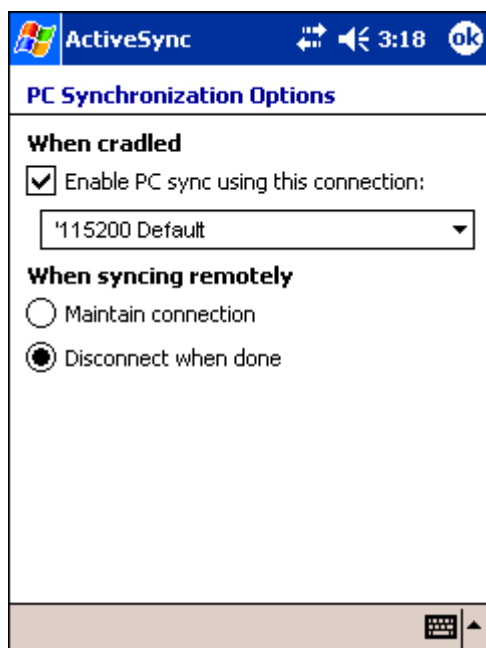 ActiveSync 3:18 ok
PC Synchronization Options
When cradled
Enable PC sync using this connection:
'115200 Default
When syncing remotely
Maintain connection
Disconnect when done